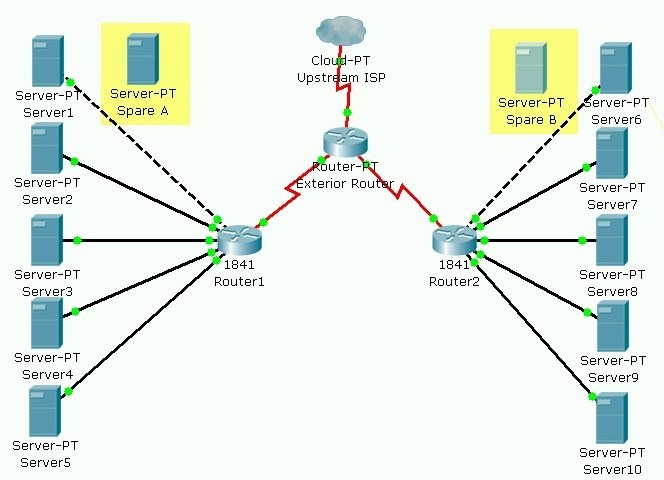 Cloud-PT
Upstream ISP
Server-PT
Server1
Server-PT
Spare A
Server-PT
Spare B
Server-PT
Server6
Router-PT
Exterior Router
Server-PT
Server2
Server-PT
Server7
Server-PT
Server3
1841
Router1
1841
Router2
Server-PT
Server8
Server-PT
Server4
Server-PT
Server9
Server-PT
Server5
Server-PT
Server10